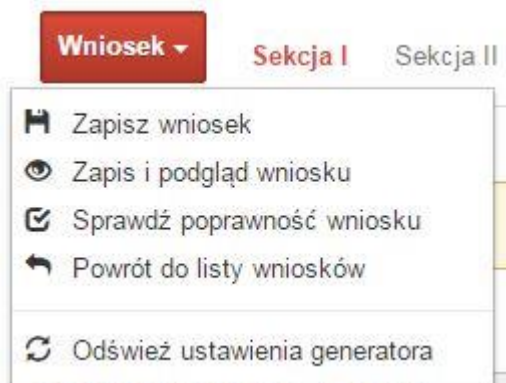 Wniosek Sekcja I Sekcja II
Zapisz wniosek
Zapis i podgląd wniosku
Sprawdź poprawność wniosku
Powrót do listy wniosków
Odśwież ustawienia generatora